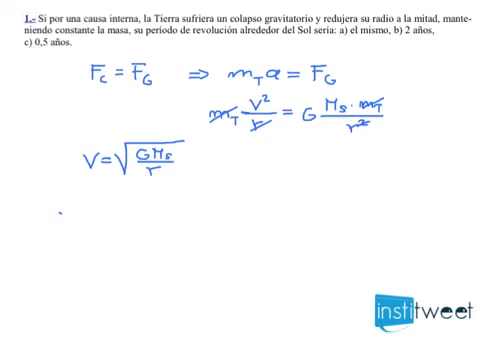 1.- Si por una causa interna, la Tierra sufriera un colapso gravitatorio y redujera su radio a la mitad, mante-
niendo constante la masa, su periodo de revolución alrededor del Sol sería: a) el mismo, b) 2 años,
c) 0,5 años.
F_c = F_G ⇒ m_T a = F_G
m_T V²/r = G M_S · m_T / r²
V = √(G M_S / r)
institweet